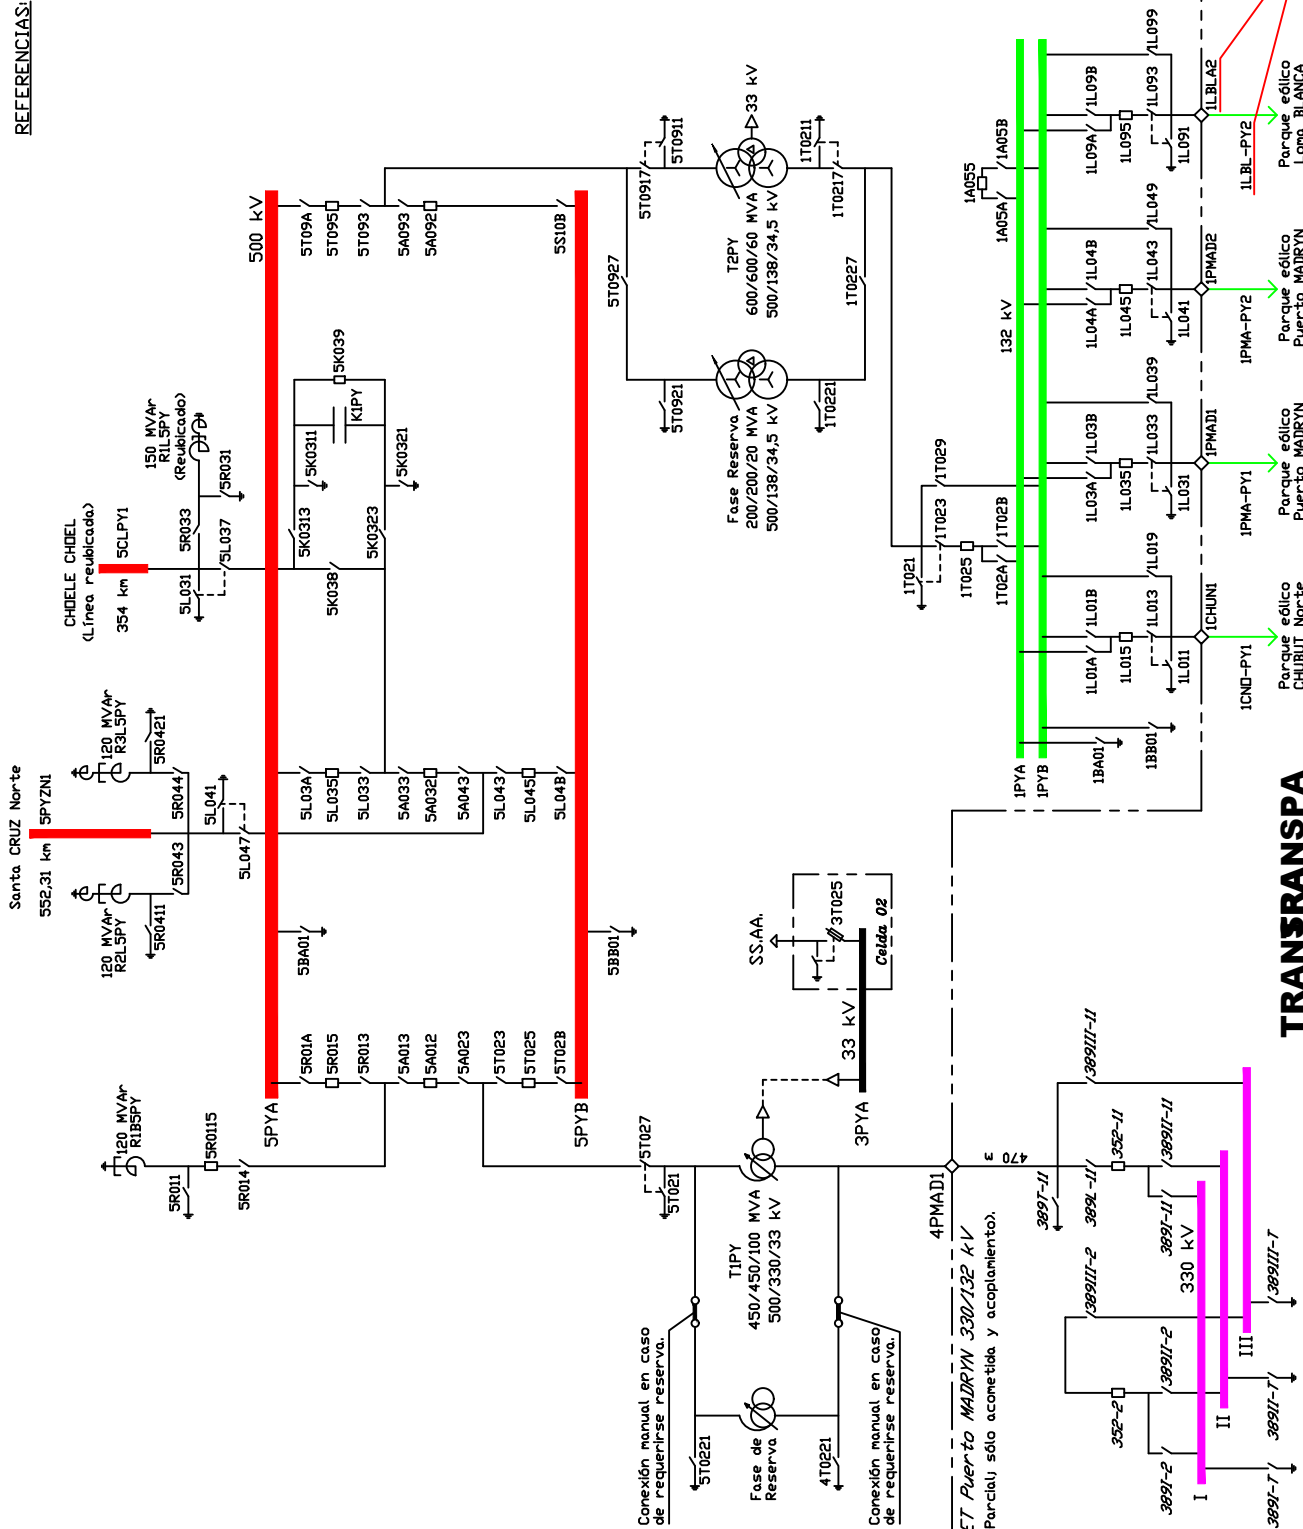 REFERENCIAS:
Santa CRUZ Norte
552,31 km 5PYZN1
CHOELE CHOEL
(Línea reubicada)
354 km 5CLPY1
150 MVAr
R1L5PY
(Reubicado)
5R033
5R031
5L031
5L037
120 MVAr
R3L5PY
5R0421
5R044
5L041
5L047
5R043
120 MVAr
R2L5PY
5R0411
120 MVAr
R1B5PY
5R0115
5R011
5R014
500 kV
5PYA
5PYB
5T09A
5T095
5T093
5A093
5A092
5S10B
5K039
K1PY
5K0311
5K0321
5K0313
5K0323
5K038
5L03A
5L035
5L033
5A033
5A032
5A043
5L043
5L045
5L04B
5BA01
5BB01
5R01A
5R015
5R013
5A013
5A012
5A023
5T023
5T025
5T02B
5T0917
5T0911
33 kV
T2PY
600/600/60 MVA
500/138/34,5 kV
1T0211
1T0217
5T0927
1T0227
5T0921
Fase Reserva
200/200/20 MVA
500/138/34,5 kV
1T0221
1T029
1T021
1T023
1T025
1T02A
1T02B
132 kV
1PYA
1PYB
1A055
1A05A
1A05B
1L09A
1L09B
1L095
1L093
1L099
1L091
1LBLA2
1LBL-PY2
Parque eólico
Loma BLANCA
1L04A
1L04B
1L045
1L043
1L049
1L041
1PMAD2
1PMA-PY2
Parque eólico
Puerto MADRYN
1L03A
1L03B
1L035
1L033
1L039
1L031
1PMAD1
1PMA-PY1
Parque eólico
Puerto MADRYN
1L01A
1L01B
1L015
1L013
1L019
1L011
1CHUN1
1CNO-PY1
Parque eólico
CHUBUT Norte
1BA01
1BB01
SS.AA.
3T025
Celda 02
33 kV
3PYA
5T027
5T021
T1PY
450/450/100 MVA
500/330/33 kV
Conexión manual en caso
de requerirse reserva.
5T0221
Fase de
Reserva
4T0221
Conexión manual en caso
de requerirse reserva.
4PMAD1
470 m
ET Puerto MADRYN 330/132 kV
Parcial; sólo acometida y acoplamiento).
389T-11
389L-11
352-11
389I-11
389II-11
389III-11
330 kV
389III-2
389II-2
352-2
389I-2
I
II
III
389I-T
389II-T
389III-T